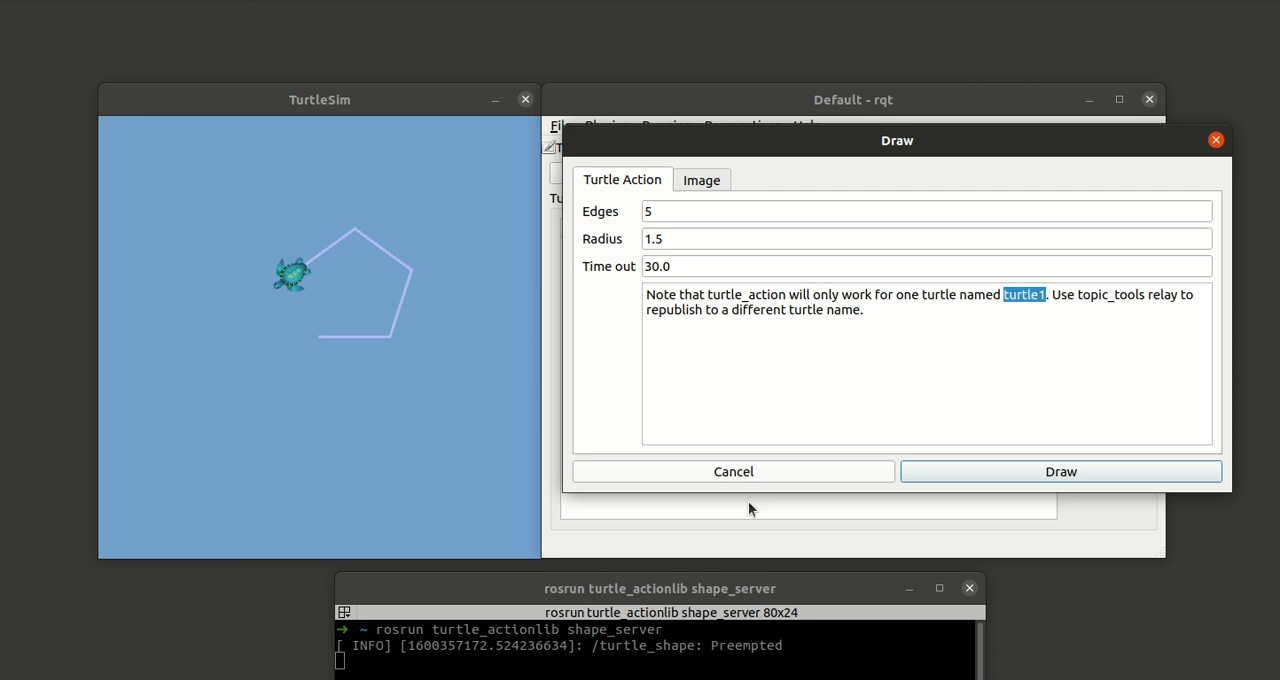 TurtleSim
Default - rqt
Draw
Turtle Action
Image
Edges
5
Radius
1.5
Time out
30.0
Note that turtle_action will only work for one turtle named turtle1. Use topic_tools relay to
republish to a different turtle name.
Cancel
Draw
rosrun turtle_actionlib shape_server
rosrun turtle_actionlib shape_server 80x24
➜ ~ rosrun turtle_actionlib shape_server
[ INFO] [1600357172.524236634]: /turtle_shape: Preempted